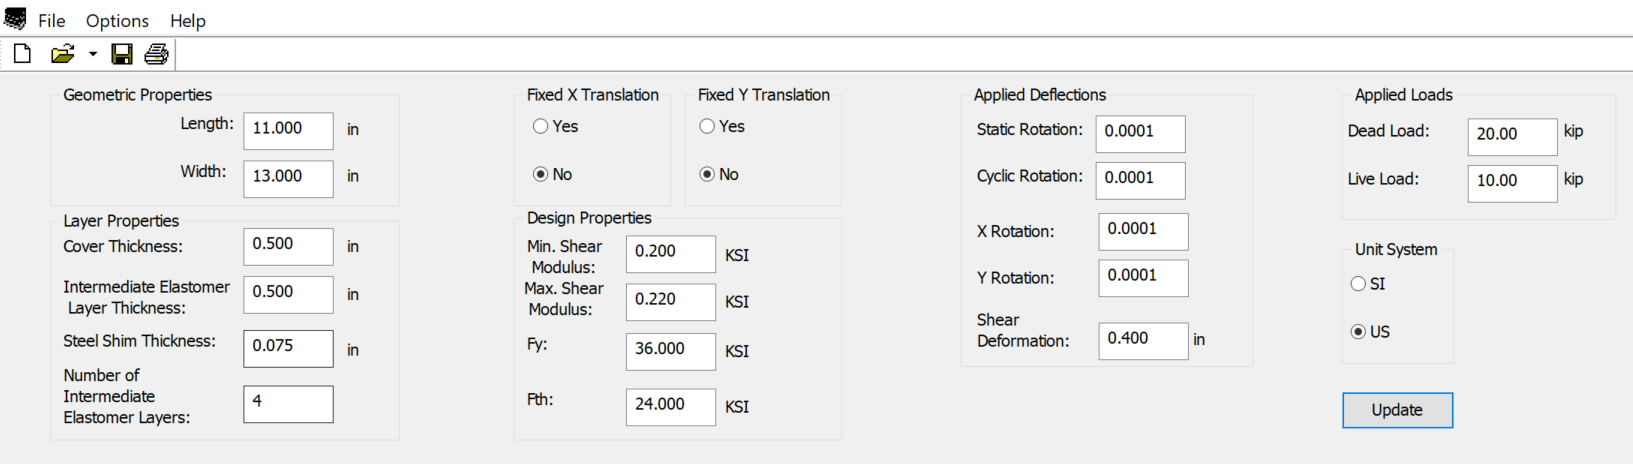 File Options Help
Geometric Properties
Length: 11.000 in
Width: 13.000 in
Layer Properties
Cover Thickness: 0.500 in
Intermediate Elastomer
Layer Thickness: 0.500 in
Steel Shim Thickness: 0.075 in
Number of
Intermediate
Elastomer Layers: 4
Fixed X Translation
Yes
No
Fixed Y Translation
Yes
No
Design Properties
Min. Shear
Modulus: 0.200 KSI
Max. Shear
Modulus: 0.220 KSI
Fy: 36.000 KSI
Fth: 24.000 KSI
Applied Deflections
Static Rotation: 0.0001
Cyclic Rotation: 0.0001
X Rotation: 0.0001
Y Rotation: 0.0001
Shear
Deformation: 0.400 in
Applied Loads
Dead Load: 20.00 kip
Live Load: 10.00 kip
Unit System
SI
US
Update